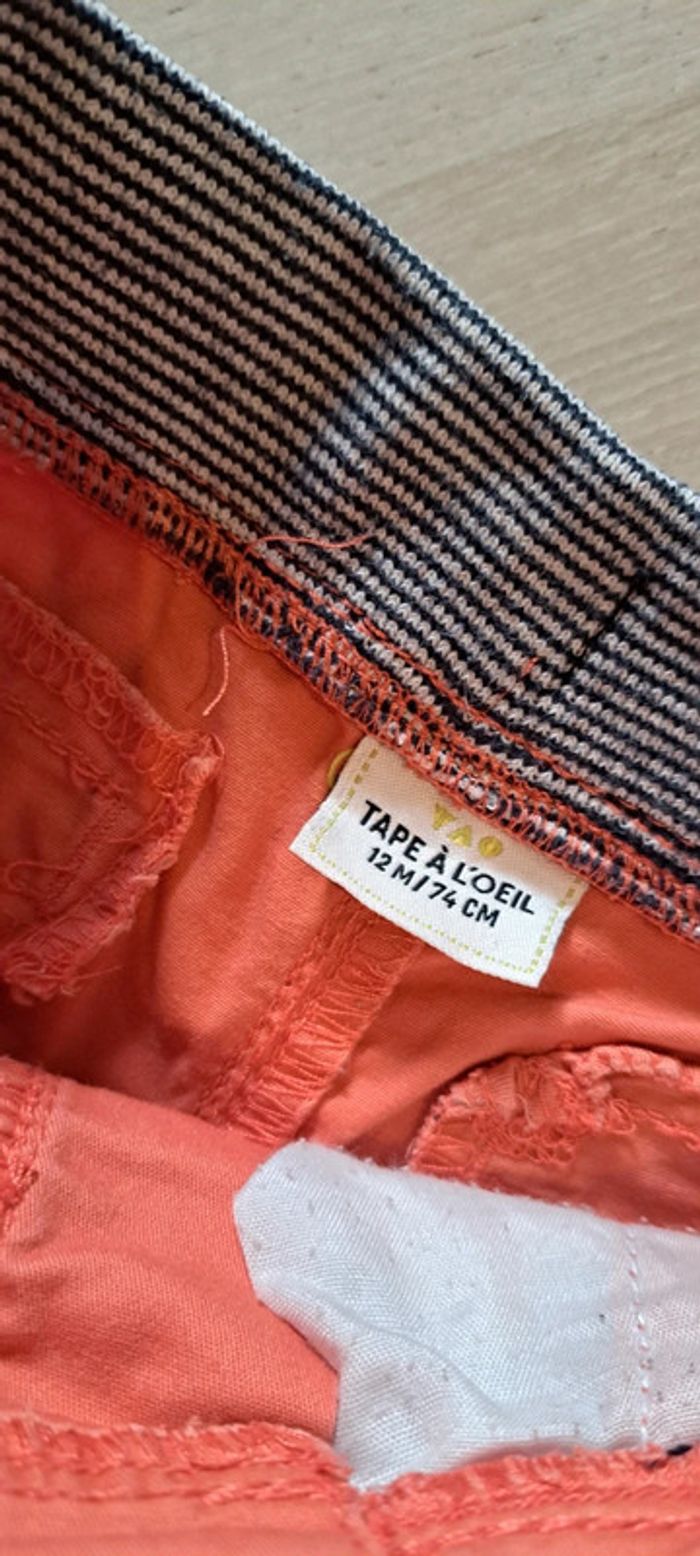 TAO
TAPE À L'OEIL
12 M / 74 CM